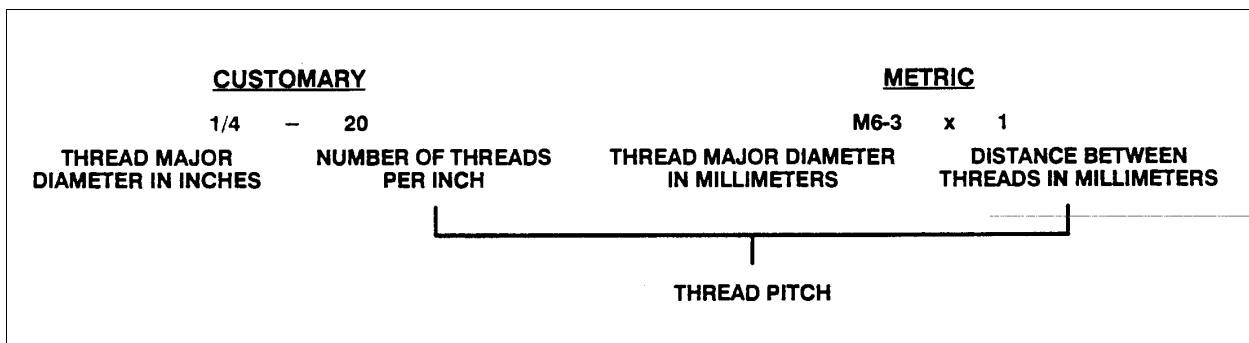 CUSTOMARY
1/4 – 20
THREAD MAJOR
DIAMETER IN INCHES
NUMBER OF THREADS
PER INCH
METRIC
M6-3 x 1
THREAD MAJOR DIAMETER
IN MILLIMETERS
DISTANCE BETWEEN
THREADS IN MILLIMETERS
THREAD PITCH